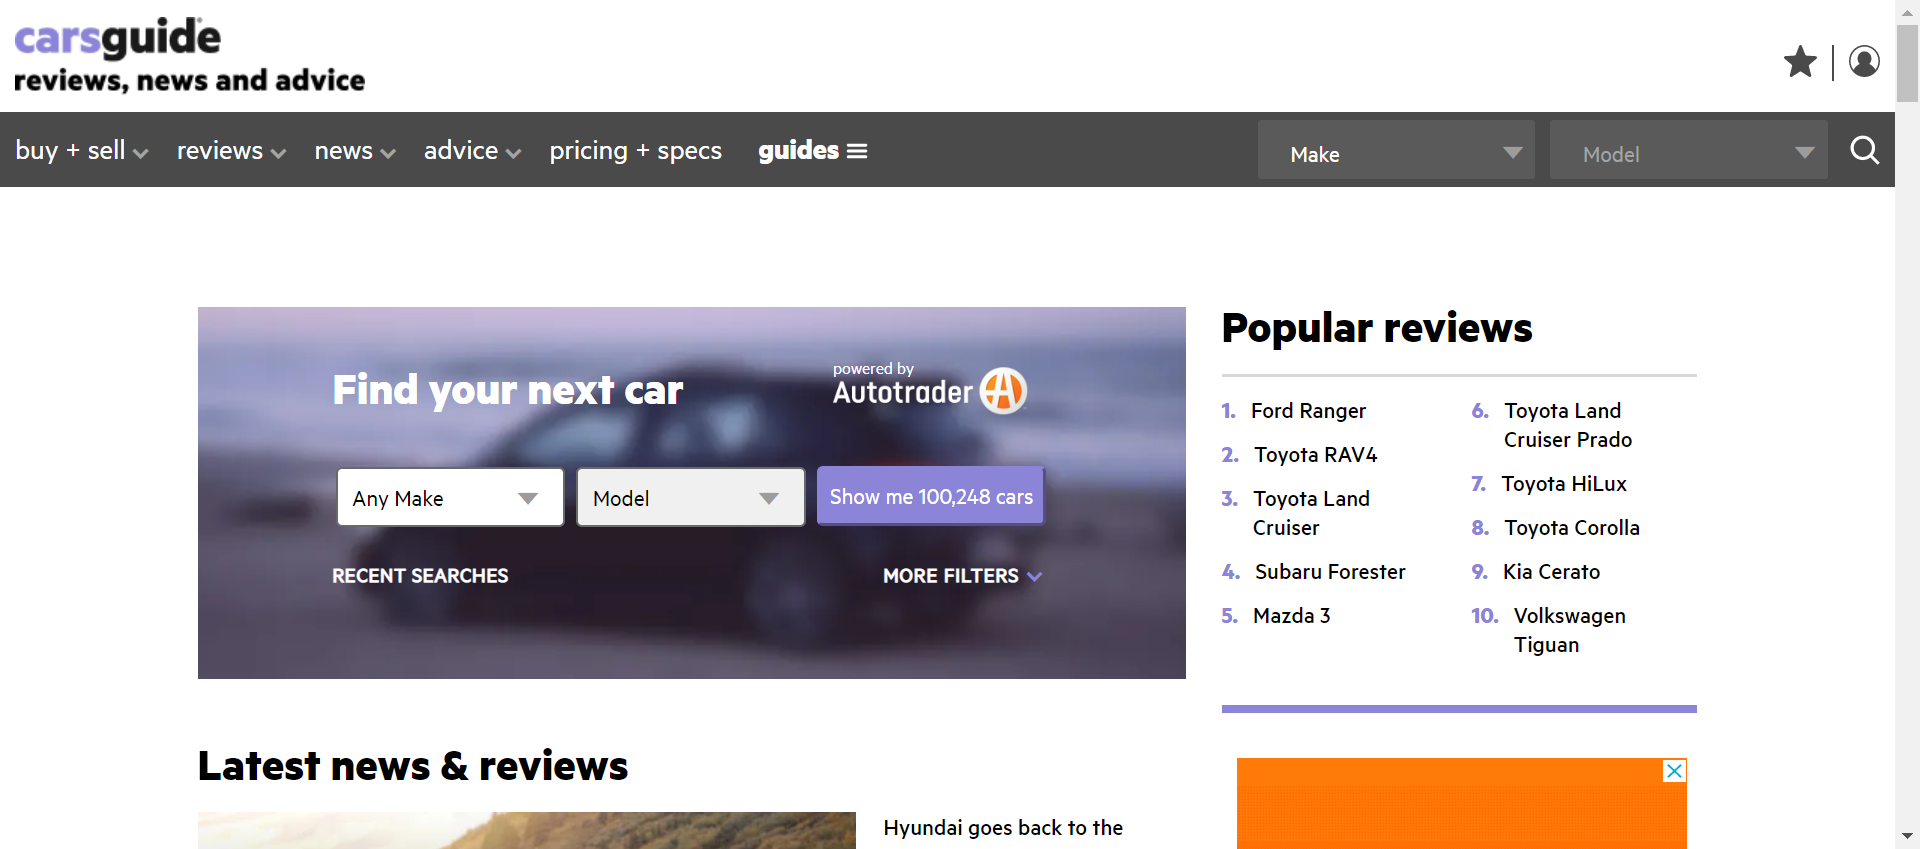 carsguide
reviews, news and advice
buy + sell
reviews
news
advice
pricing + specs
guides
Make
Model
Find your next car
powered by
Autotrader
Any Make
Model
Show me 100,248 cars
RECENT SEARCHES
MORE FILTERS
Popular reviews
1. Ford Ranger
2. Toyota RAV4
3. Toyota Land
Cruiser
4. Subaru Forester
5. Mazda 3
6. Toyota Land
Cruiser Prado
7. Toyota HiLux
8. Toyota Corolla
9. Kia Cerato
10. Volkswagen
Tiguan
Latest news & reviews
Hyundai goes back to the